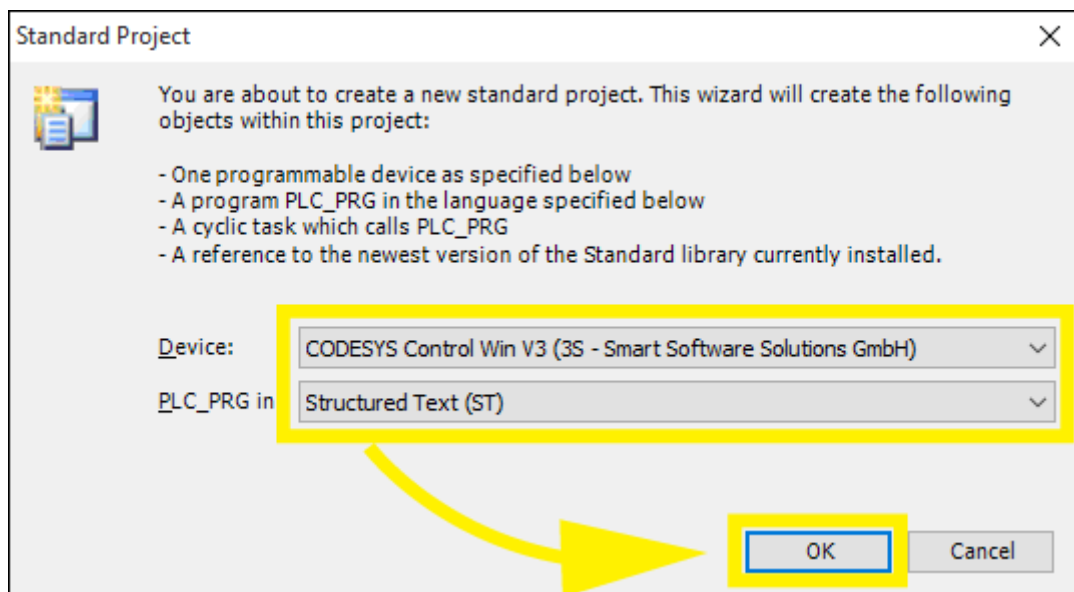 Standard Project
You are about to create a new standard project. This wizard will create the following
objects within this project:
- One programmable device as specified below
- A program PLC_PRG in the language specified below
- A cyclic task which calls PLC_PRG
- A reference to the newest version of the Standard library currently installed.
Device: CODESYS Control Win V3 (3S - Smart Software Solutions GmbH)
PLC_PRG in Structured Text (ST)
OK Cancel